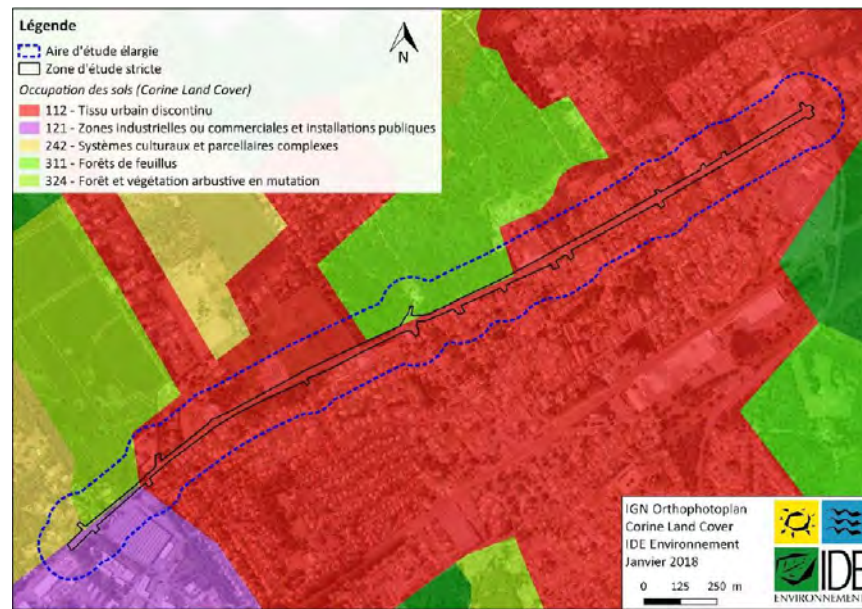 Légende
Aire d'étude élargie
Zone d'étude stricte
N
Occupation des sols (Corine Land Cover)
112 - Tissu urbain discontinu
121 - Zones industrielles ou commerciales et installations publiques
242 - Systèmes culturaux et parcellaires complexes
311 - Forêts de feuillus
324 - Forêt et végétation arbustive en mutation
IGN Orthophotoplan
Corine Land Cover
IDE Environnement
Janvier 2018
0 125 250 m
IDE
ENVIRONNEMENT